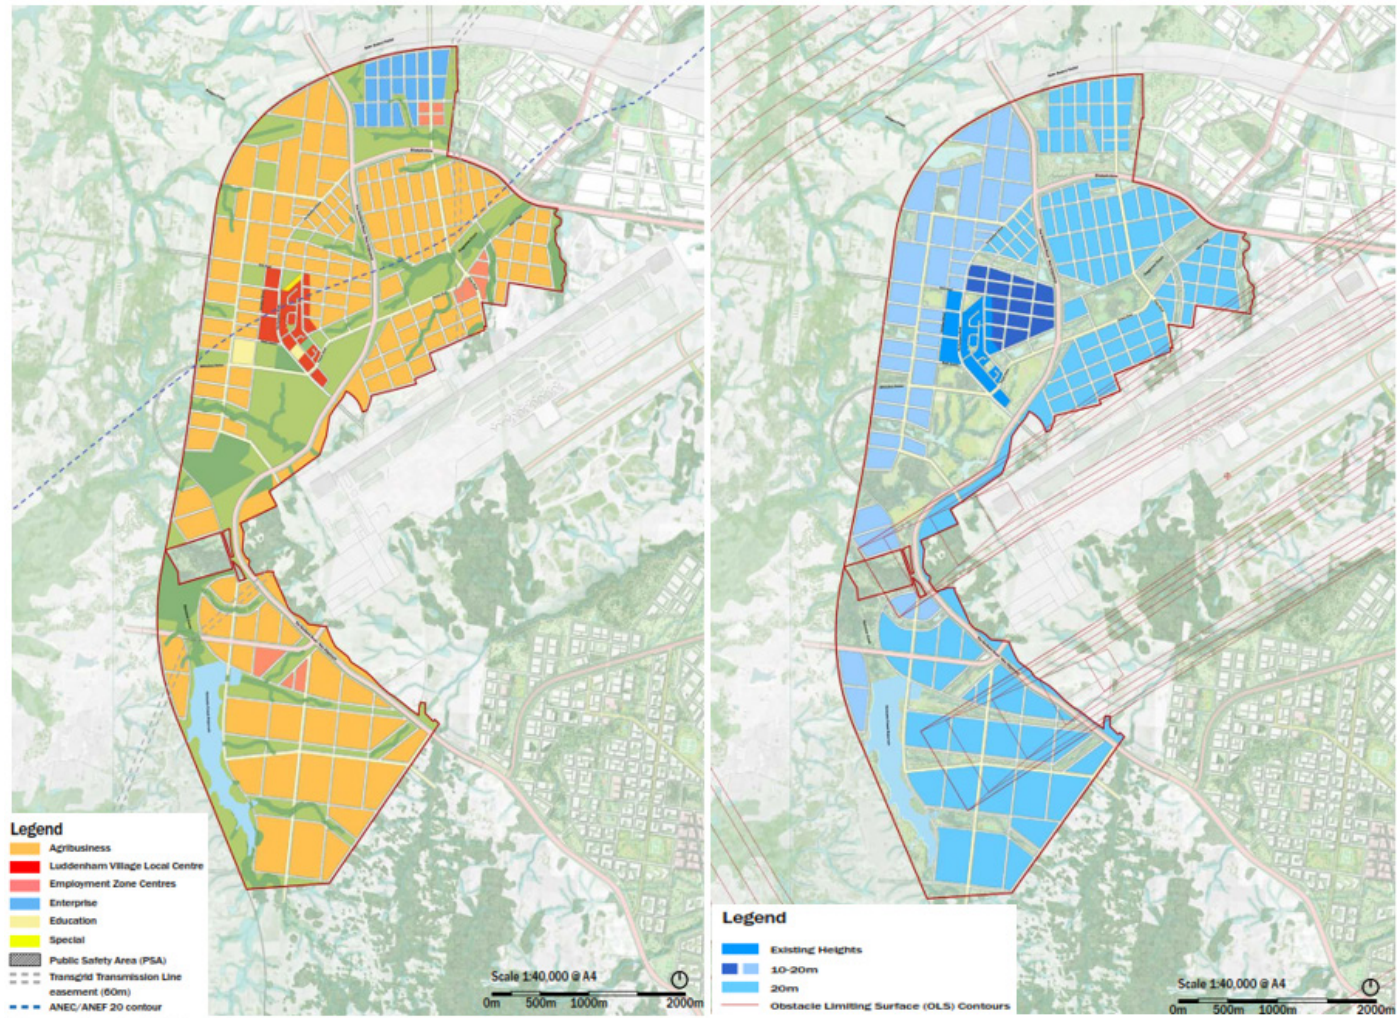 Legend
Agribusiness
Luddenham Village Local Centre
Employment Zone Centres
Enterprise
Education
Special
Public Safety Area (PSA)
Transgrid Transmission Line
easement (60m)
ANEC/ANEF 20 contour
Scale 1:40,000 @ A4
0m 500m 1000m 2000m
Legend
Existing Heights
10-20m
20m
Obstacle Limiting Surface (OLS) Contours
Scale 1:40,000 @ A4
0m 500m 1000m 2000m